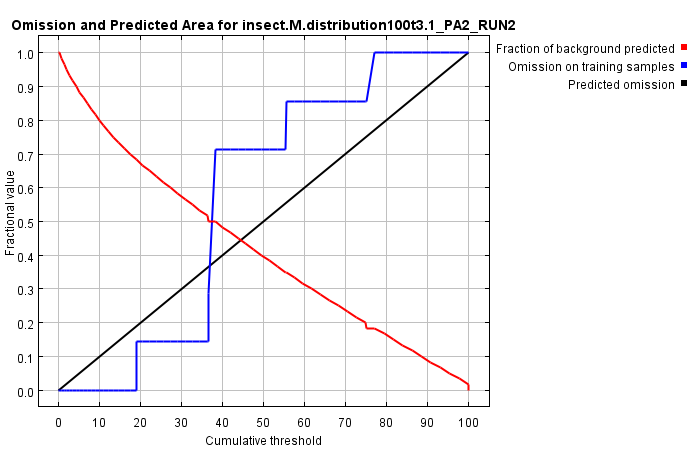 Omission and Predicted Area for insect.M.distribution100t3.1_PA2_RUN2
Fraction of background predicted
Omission on training samples
Predicted omission
Fractional value
1.0
0.9
0.8
0.7
0.6
0.5
0.4
0.3
0.2
0.1
0.0
0 10 20 30 40 50 60 70 80 90 100
Cumulative threshold